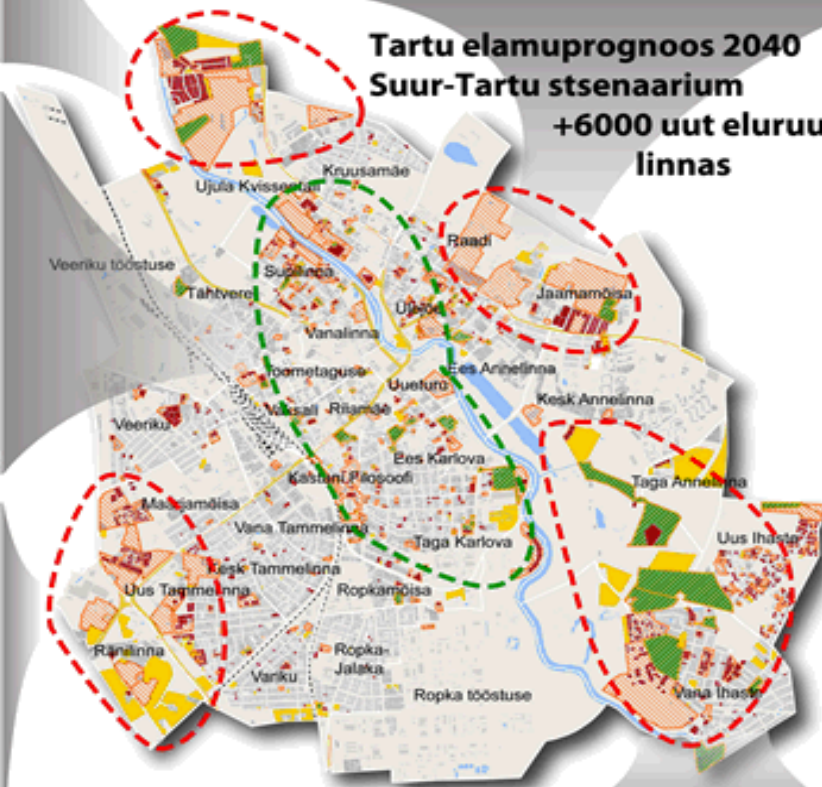 Tartu elamuprognoos 2040
Suur-Tartu stsenaarium
+6000 uut eluruu
linnas
Kruusamäe
Ujula Kvissentali
Raadi
Veeriku tööstuse
Supilinna
Tähtvere
Jaamamõisa
Ülejõe
Vanalinna
Toometaguse
Ees Annelinna
Uueturu
Kesk Annelinna
Vaksali Riiamäe
Veeriku
Ees Karlova
Kastani Filosoofi
Taga Annelinna
Maarjamõisa
Vana Tammelinna
Taga Karlova
Uus Ihaste
Kesk Tammelinna
Uus Tammelinna
Ropkamõisa
Ränilinna
Ropka-
Jalaka
Variku
Ropka tööstuse
Vana Ihaste